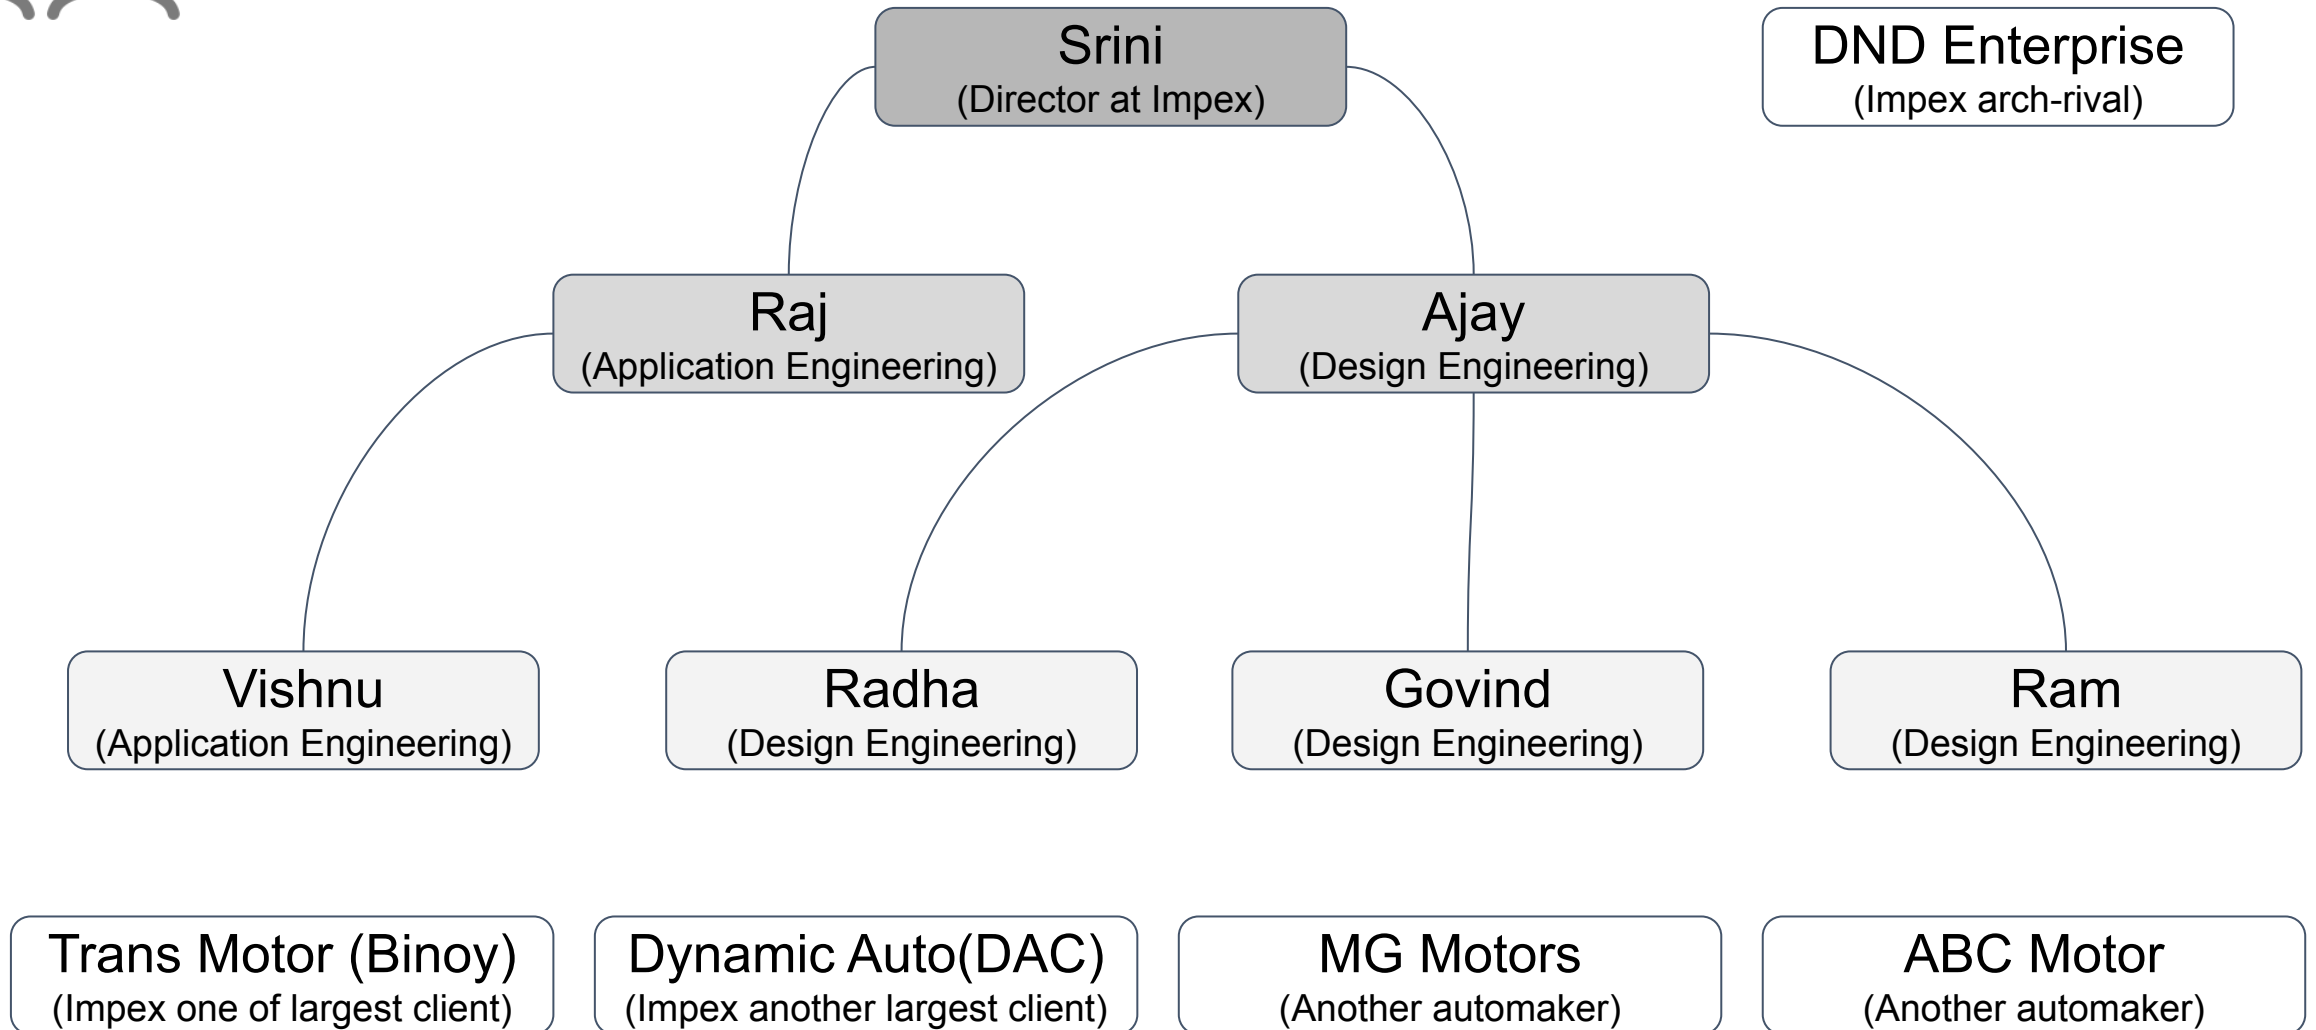 Srini
(Director at Impex)
DND Enterprise
(Impex arch-rival)
Raj
(Application Engineering)
Ajay
(Design Engineering)
Vishnu
(Application Engineering)
Radha
(Design Engineering)
Govind
(Design Engineering)
Ram
(Design Engineering)
Trans Motor (Binoy)
(Impex one of largest client)
Dynamic Auto(DAC)
(Impex another largest client)
MG Motors
(Another automaker)
ABC Motor
(Another automaker)